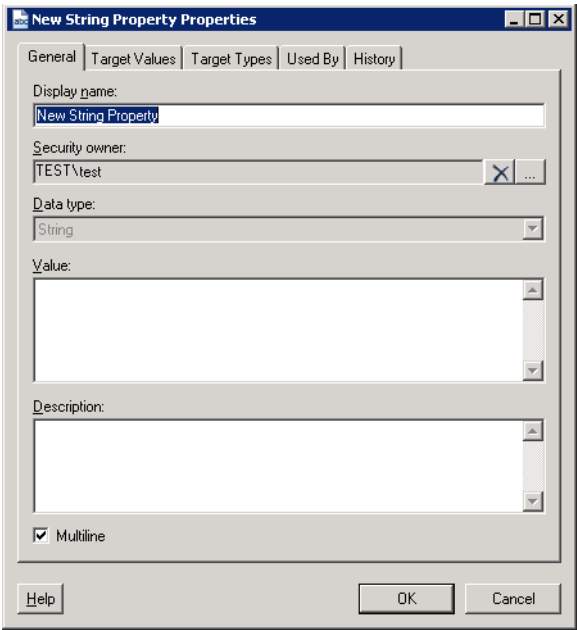 abc New String Property Properties
General Target Values Target Types Used By History
Display name:
New String Property
Security owner:
TEST\test
...
Data type:
String
Value:
Description:
Multiline
Help OK Cancel